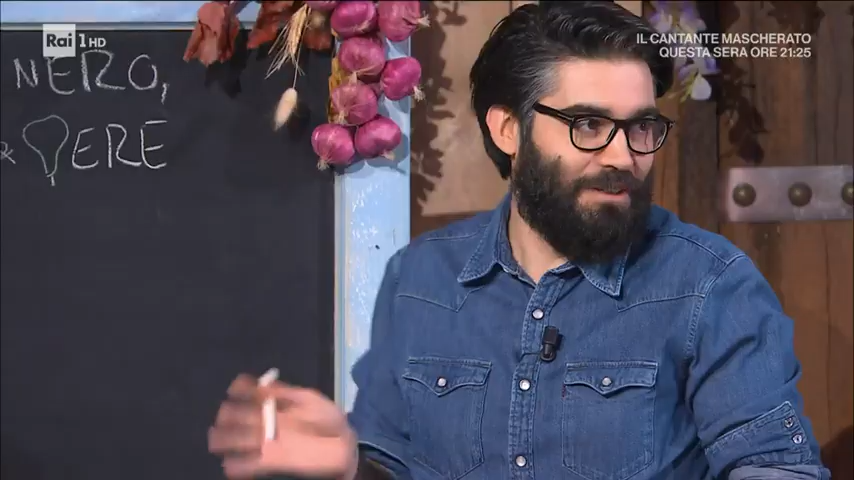 Rai 1 HD
IL CANTANTE MASCHERATO
QUESTA SERA ORE 21:25
NERO,
& PERE